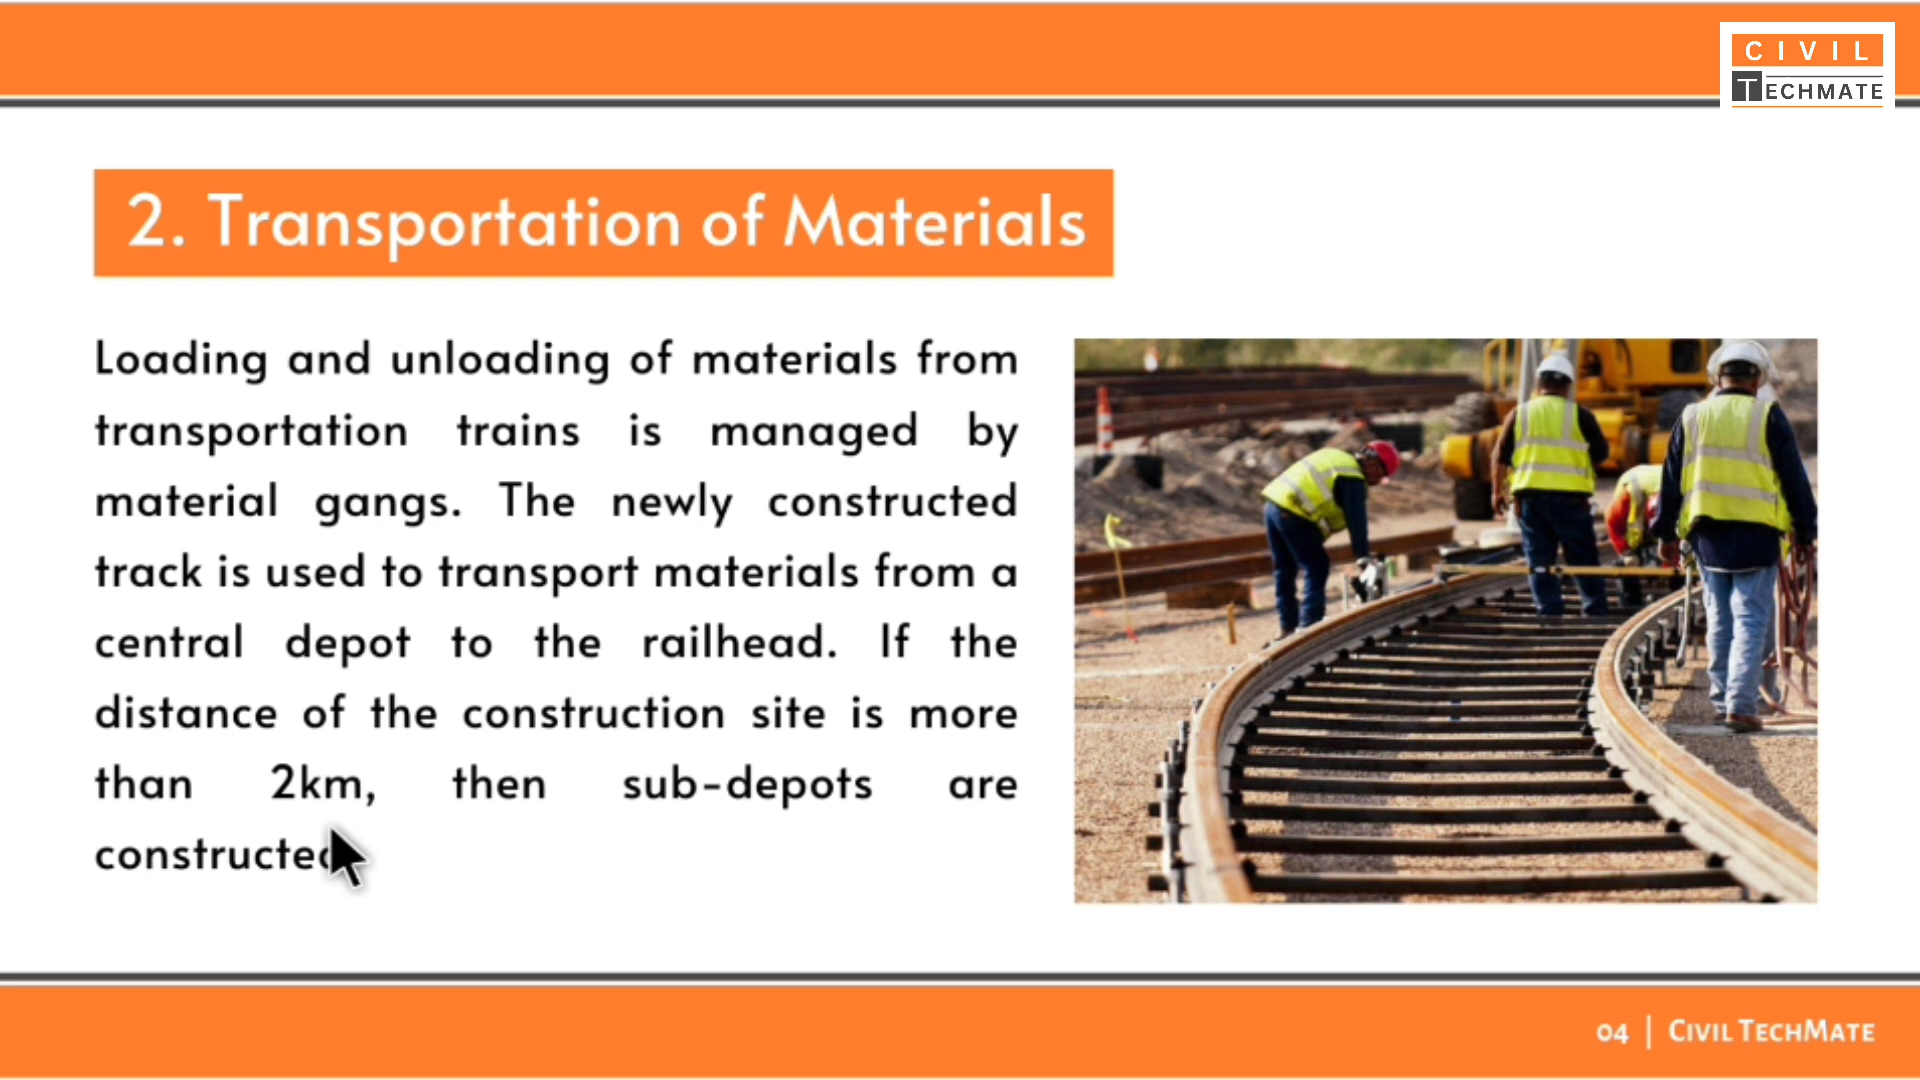 CIVIL
TECHMATE
2. Transportation of Materials
Loading and unloading of materials from
transportation trains is managed by
material gangs. The newly constructed
track is used to transport materials from a
central depot to the railhead. If the
distance of the construction site is more
than 2km, then sub-depots are
constructed
04 | CIVIL TECHMATE